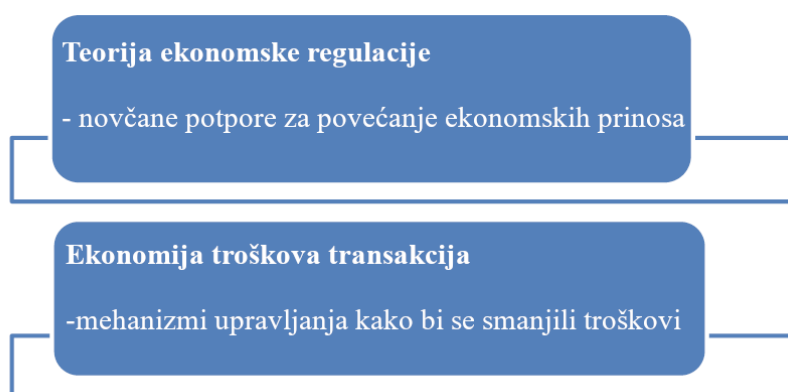 Teorija ekonomske regulacije
- novčane potpore za povećanje ekonomskih prinosa
Ekonomija troškova transakcija
-mehanizmi upravljanja kako bi se smanjili troškovi